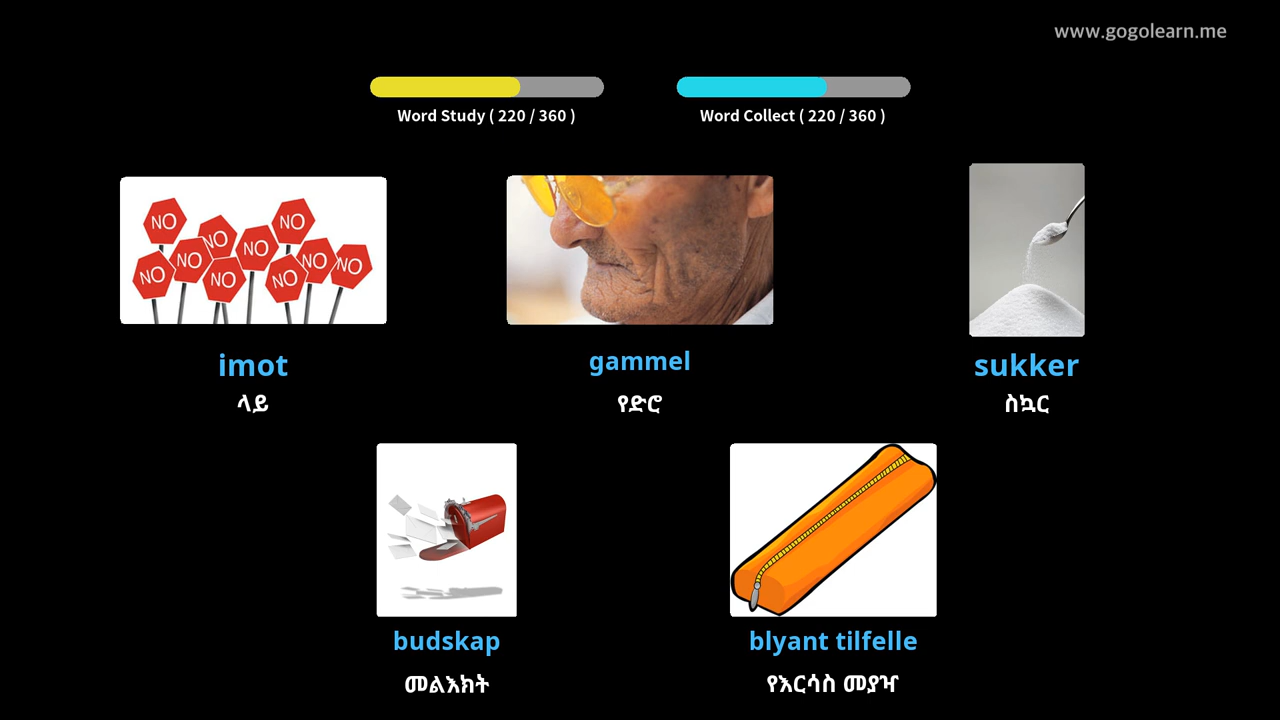 www.gogolearn.me
Word Study ( 220 / 360 )
Word Collect ( 220 / 360 )
NO
NO
NO
NO
NO
NO
NO
NO
NO
NO
imot
gammel
sukker
ላይ
የድሮ
ስኳር
budskap
blyant tilfelle
መልእክት
የእርሳስ መያዣ